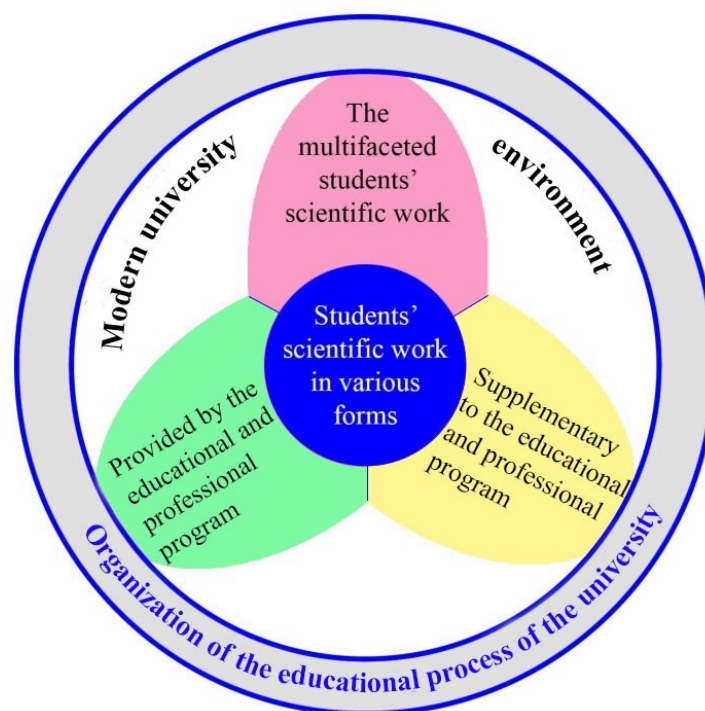 The
multifaceted
students’
scientific work
Modern university
environment
Students’
scientific work
in various
forms
Provided by the
educational and
professional
program
Supplementary
to the educational
and professional
program
Organization of the educational process of the university